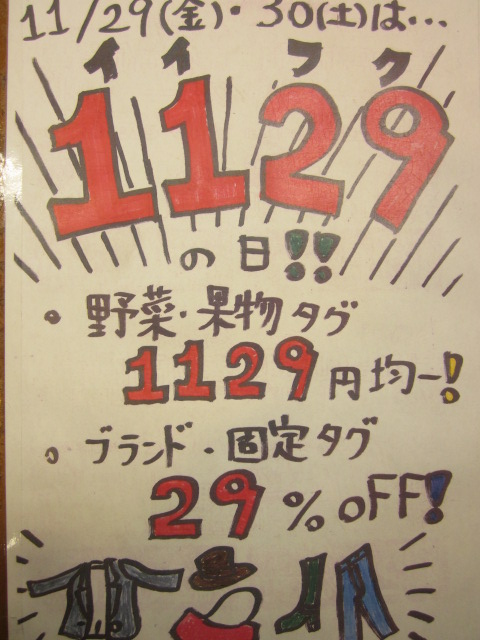 11/29(金)・30(土)は…
イイフク
1129
の日!!
・野菜・果物タグ
1129円均一!
・ブランド・固定タグ
29%OFF!